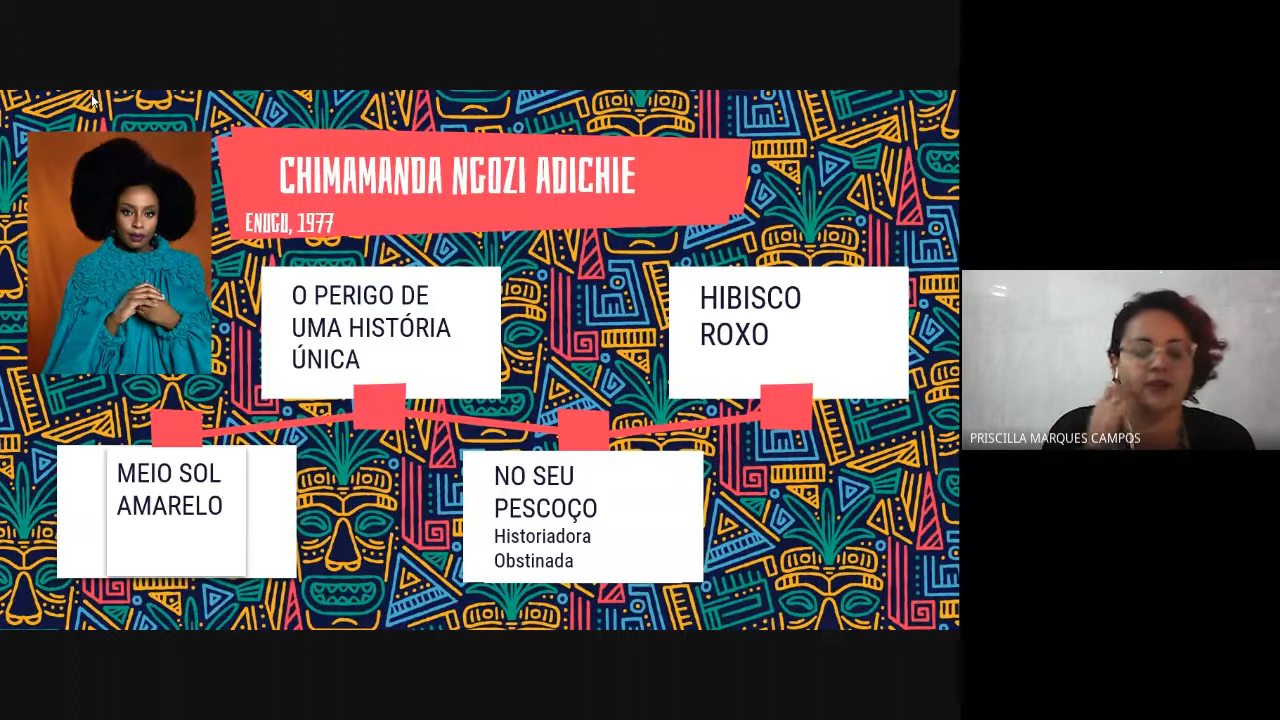 CHIMAMANDA NGOZI ADICHIE
ENUGU, 1977
O PERIGO DE
UMA HISTÓRIA
ÚNICA
HIBISCO
ROXO
MEIO SOL
AMARELO
NO SEU
PESCOÇO
Historiadora
Obstinada
PRISCILLA MARQUES CAMPOS